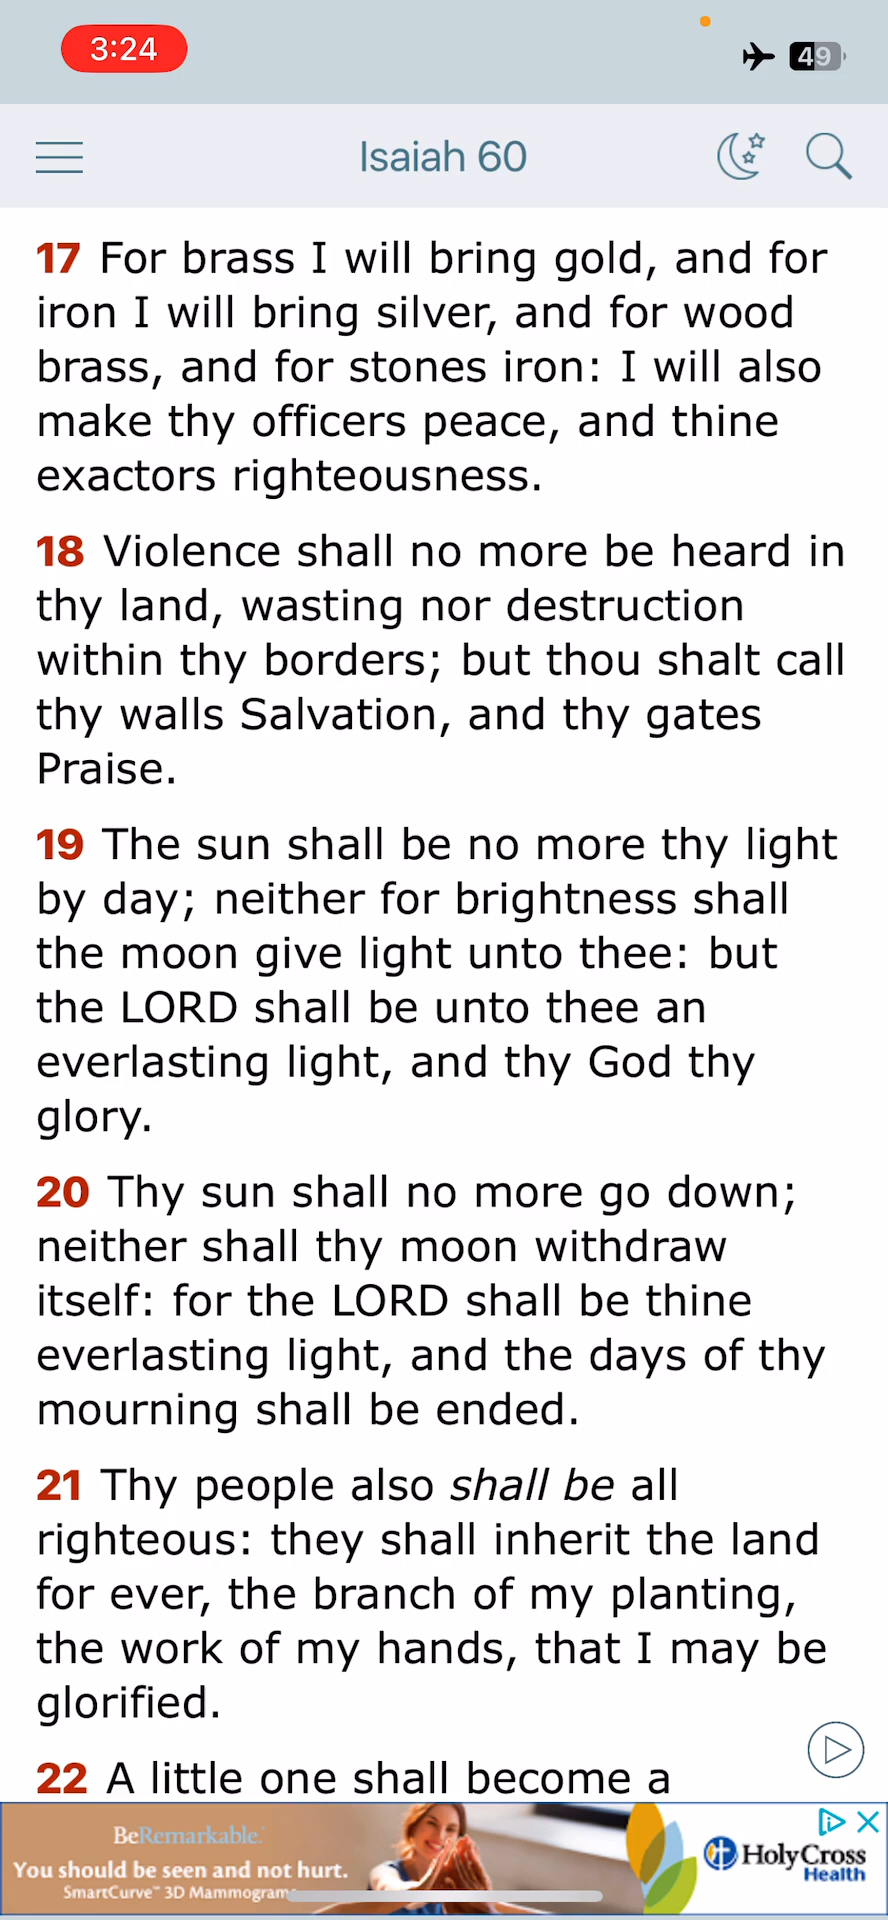 3:24
49
Isaiah 60
17 For brass I will bring gold, and for
iron I will bring silver, and for wood
brass, and for stones iron: I will also
make thy officers peace, and thine
exactors righteousness.
18 Violence shall no more be heard in
thy land, wasting nor destruction
within thy borders; but thou shalt call
thy walls Salvation, and thy gates
Praise.
19 The sun shall be no more thy light
by day; neither for brightness shall
the moon give light unto thee: but
the LORD shall be unto thee an
everlasting light, and thy God thy
glory.
20 Thy sun shall no more go down;
neither shall thy moon withdraw
itself: for the LORD shall be thine
everlasting light, and the days of thy
mourning shall be ended.
21 Thy people also shall be all
righteous: they shall inherit the land
for ever, the branch of my planting,
the work of my hands, that I may be
glorified.
22 A little one shall become a
BeRemarkable.
You should be seen and not hurt.
SmartCurve™ 3D Mammogram
HolyCross
Health